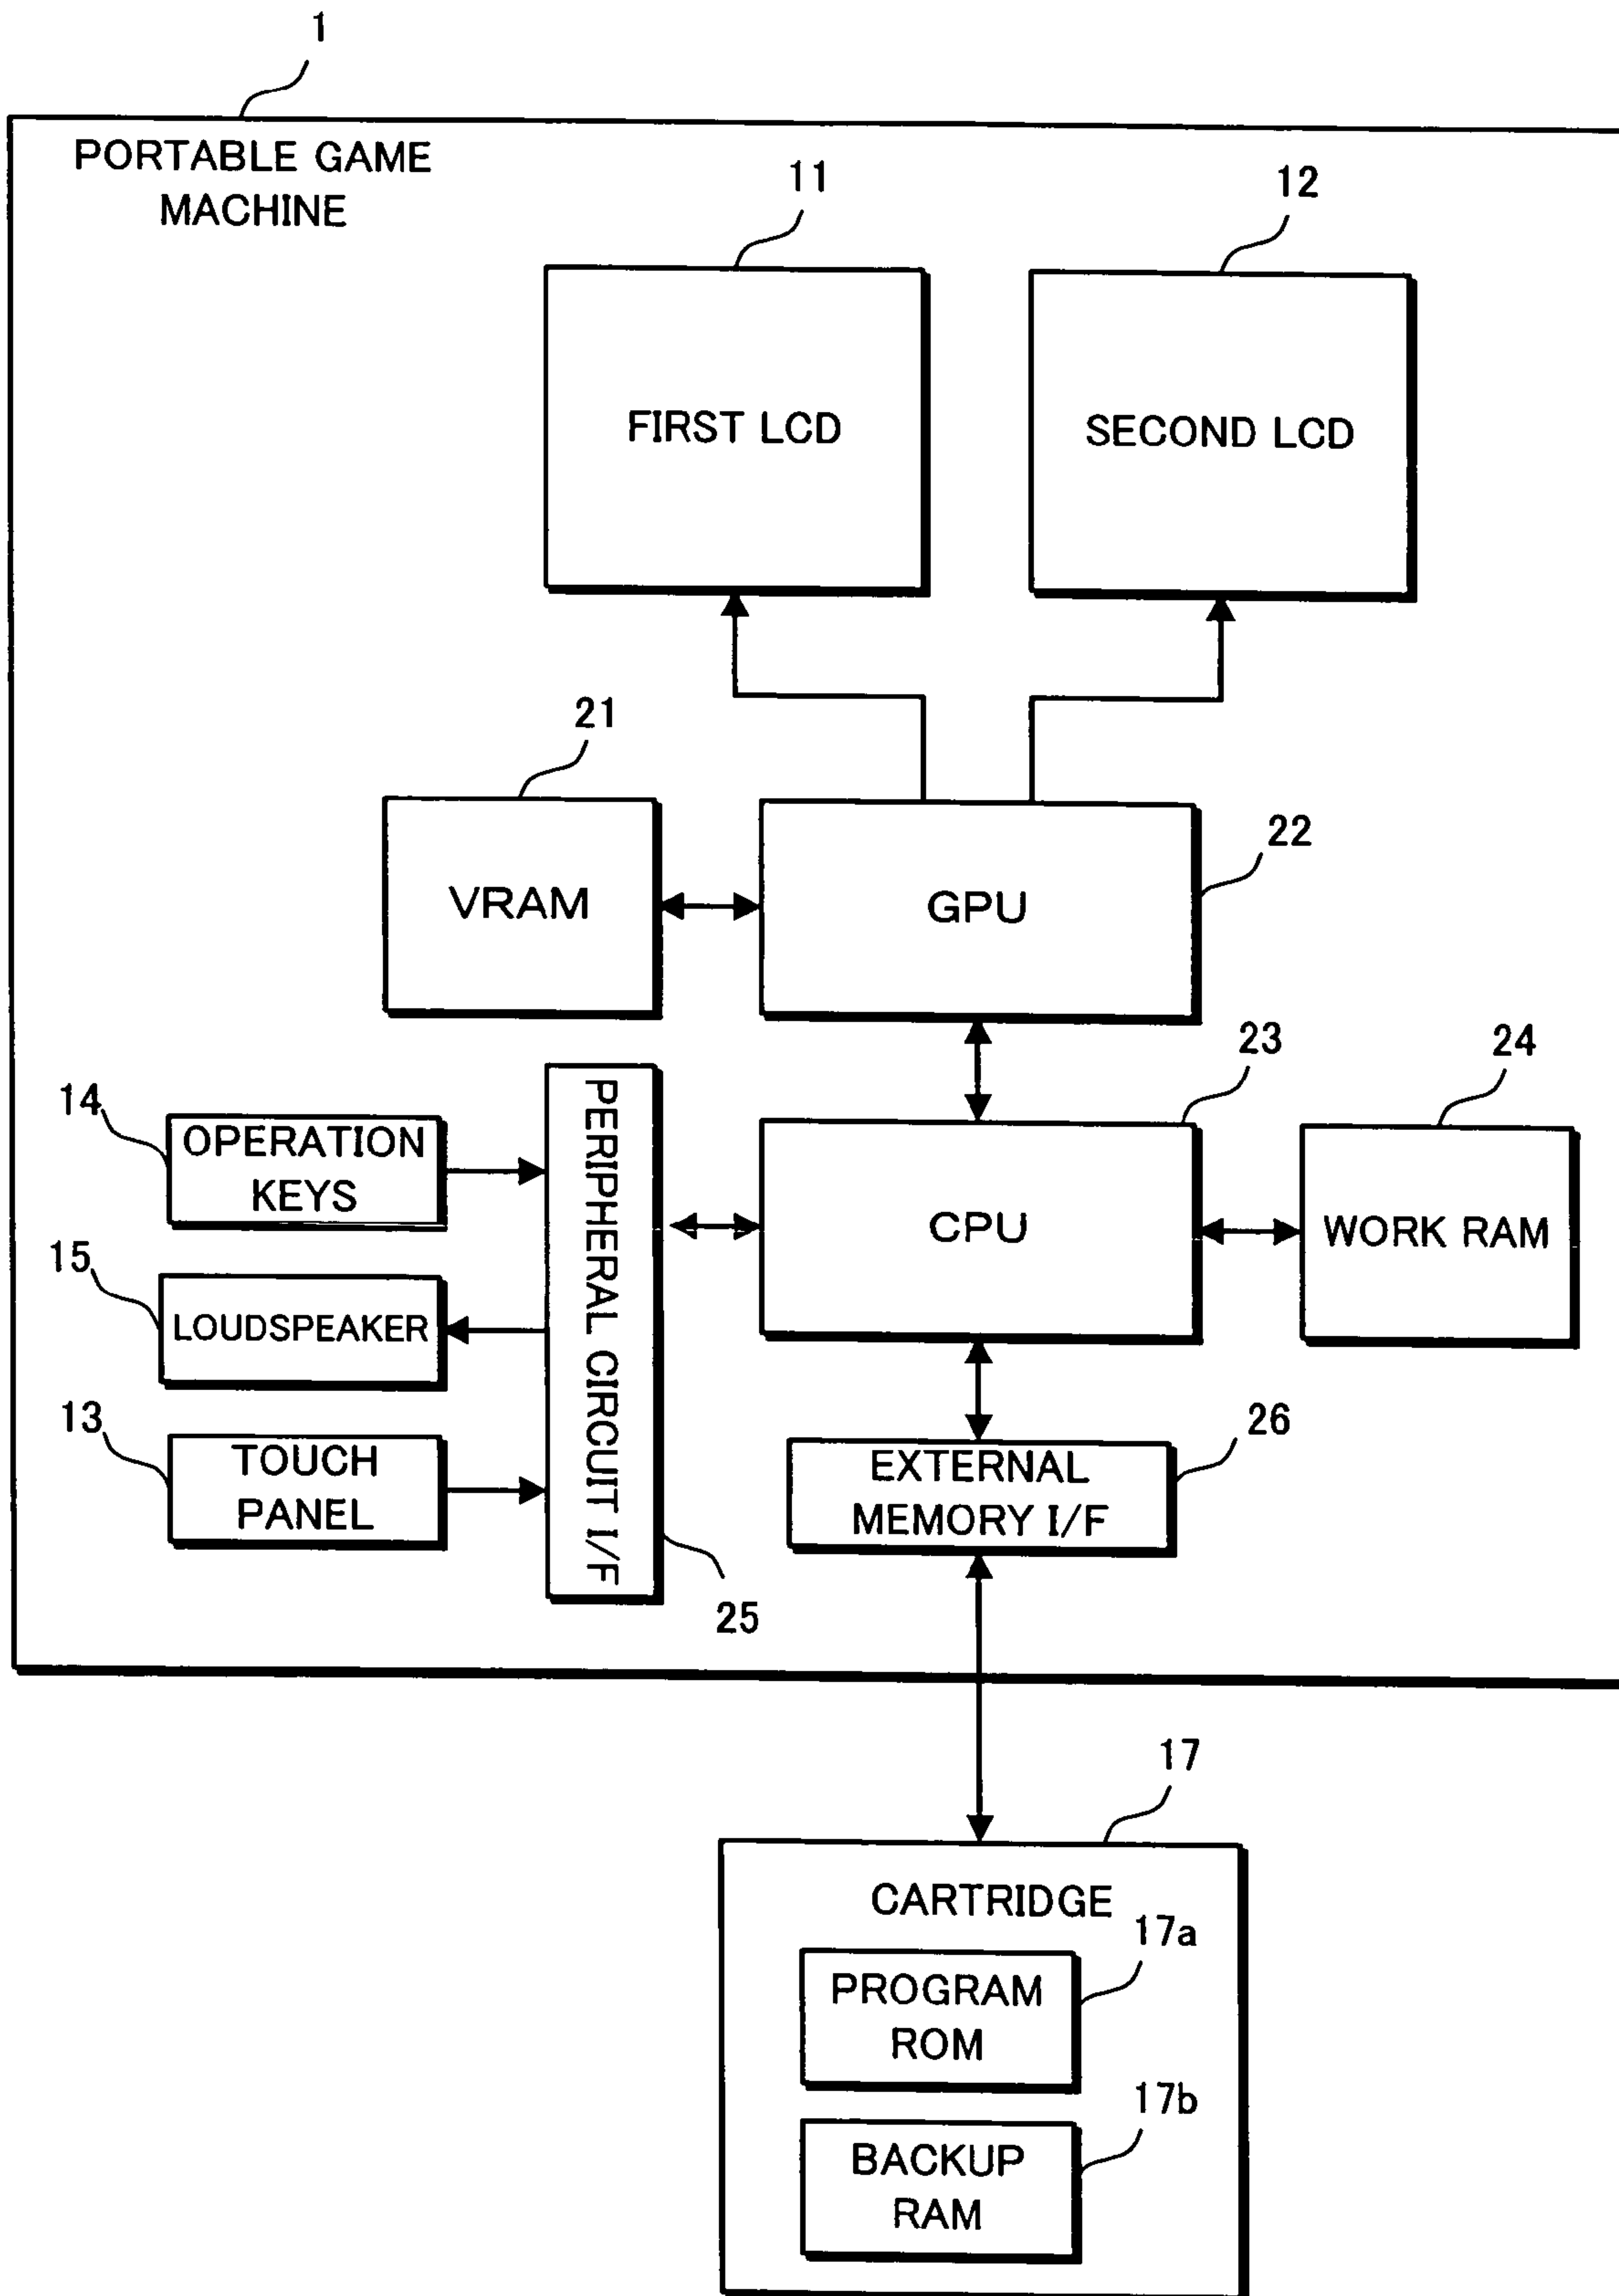 1
PORTABLE GAME
MACHINE
11
12
FIRST LCD
SECOND LCD
21
22
VRAM
GPU
23
24
14
OPERATION
KEYS
PERIPHERAL CIRCUIT I/F
CPU
WORK RAM
15
LOUDSPEAKER
13
TOUCH
PANEL
26
EXTERNAL
MEMORY I/F
25
17
CARTRIDGE
17a
PROGRAM
ROM
17b
BACKUP
RAM